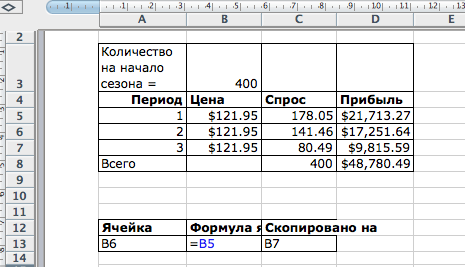 A B C D E
2
Количество
на начало
3 сезона = 400
4 Период Цена Спрос Прибыль
5 1 $121.95 178.05 $21,713.27
6 2 $121.95 141.46 $17,251.64
7 3 $121.95 80.49 $9,815.59
8 Всего 400 $48,780.49
9
10
11
12 Ячейка Формула я Скопировано на
13 B6 =B5 B7